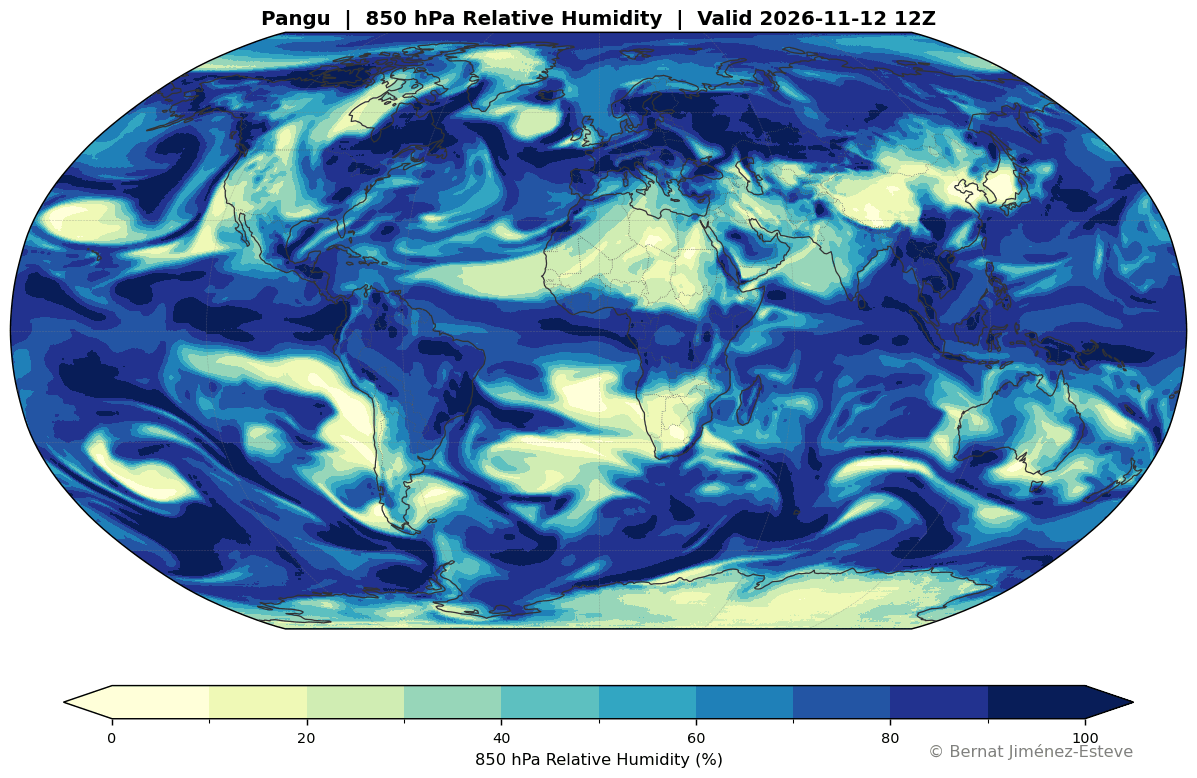 Pangu  |  850 hPa Relative Humidity  |  Valid 2026-11-12 12Z
0 20 40 60 80 100
850 hPa Relative Humidity (%)
© Bernat Jiménez-Esteve